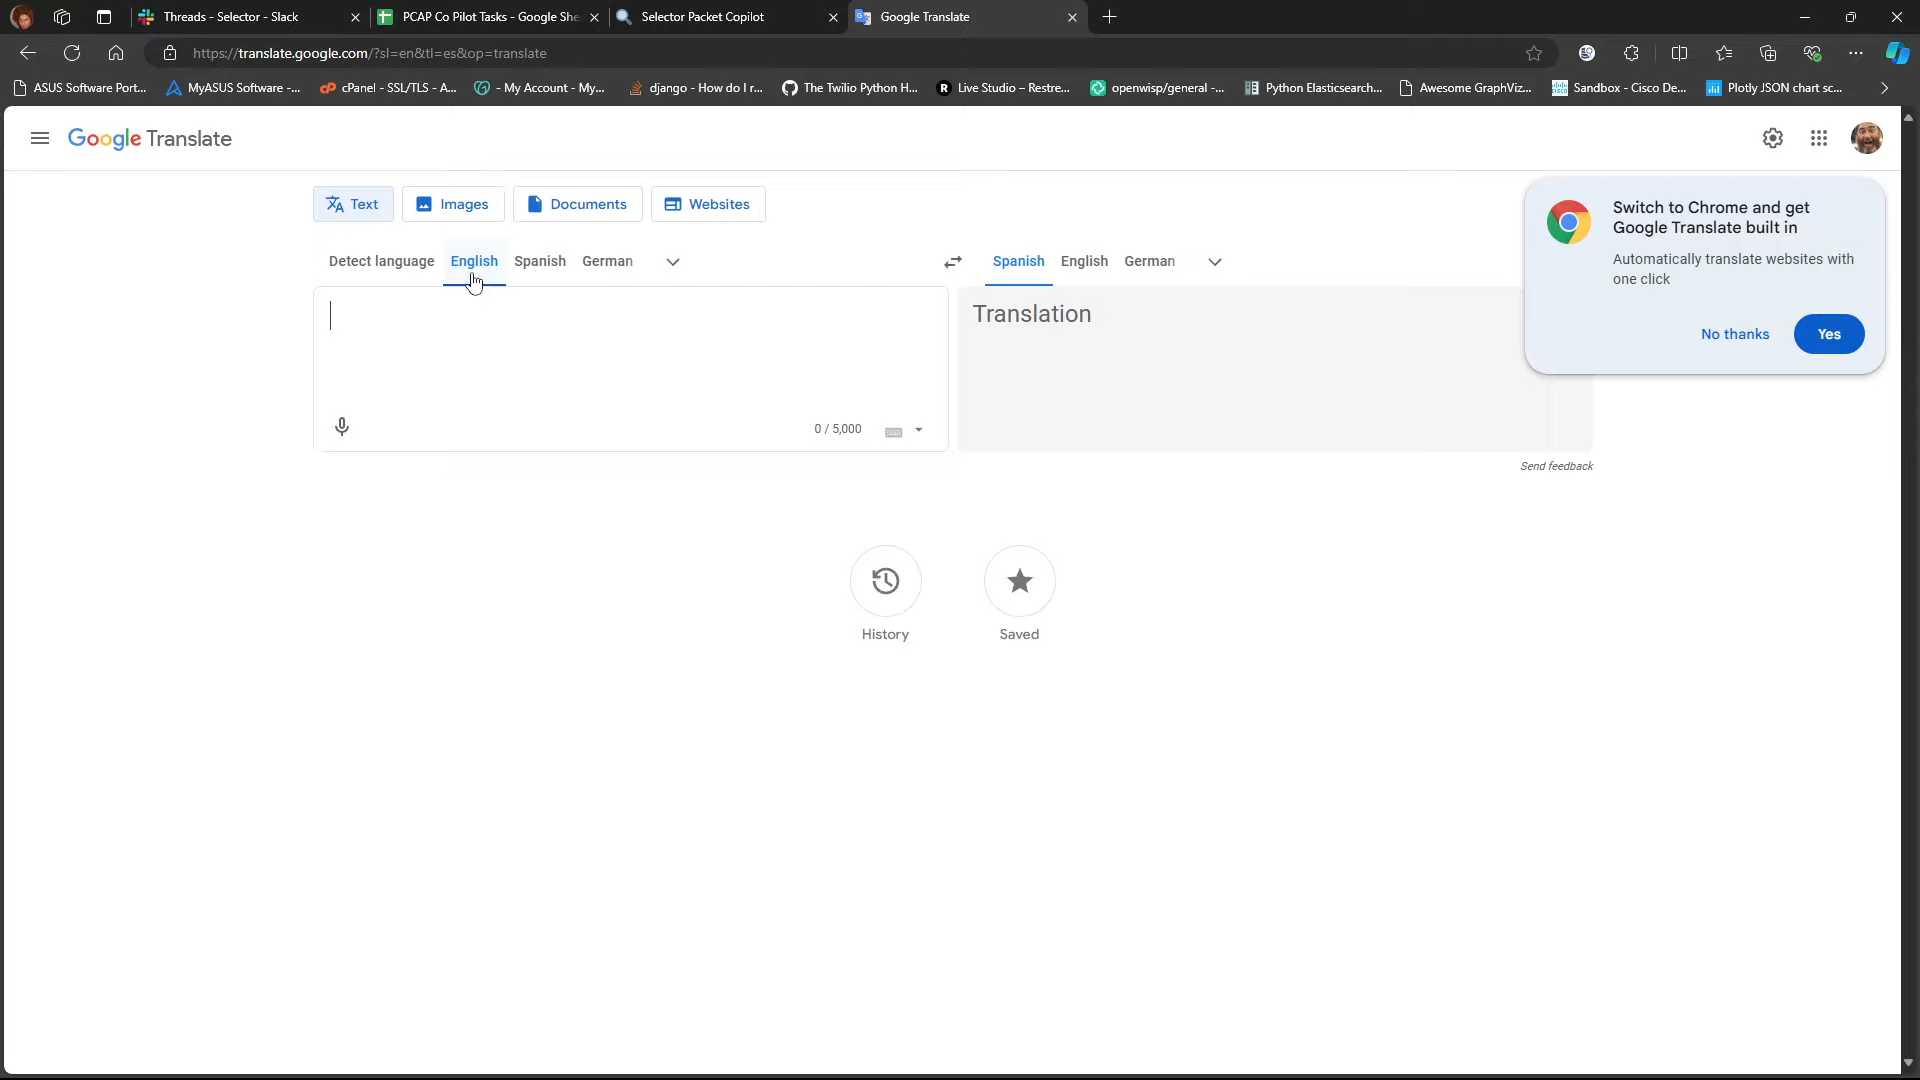 Threads - Selector - Slack
PCAP Co Pilot Tasks - Google She
Selector Packet Copilot
Google Translate
https://translate.google.com/?sl=en&tl=es&op=translate
ASUS Software Port...
MyASUS Software -...
cPanel - SSL/TLS - A...
- My Account - My...
django - How do I r...
The Twilio Python H...
Live Studio – Restre...
openwisp/general -...
Python Elasticsearch...
Awesome GraphViz...
Sandbox - Cisco De...
Plotly JSON chart sc...
Google Translate
Text
Images
Documents
Websites
Switch to Chrome and get
Google Translate built in
Automatically translate websites with
one click
No thanks
Yes
Detect language
English
Spanish
German
Spanish
English
German
Translation
0 / 5,000
Send feedback
History
Saved